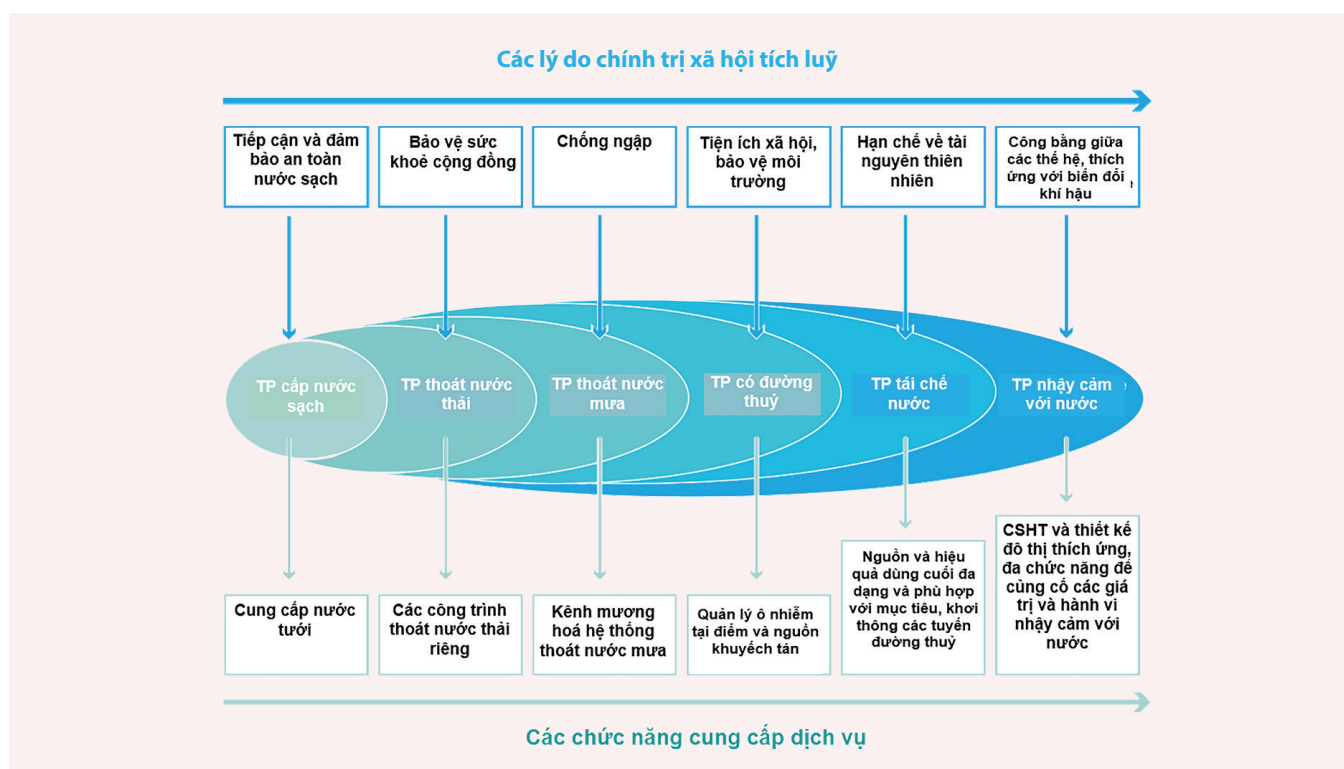 Các lý do chính trị xã hội tích luỹ
Tiếp cận và đảm
bảo an toàn
nước sạch
Bảo vệ sức
khoẻ cộng đồng
Chống ngập
Tiện ích xã hội,
bảo vệ môi
trường
Hạn chế về tài
nguyên thiên
nhiên
Công bằng giữa
các thế hệ, thích
ứng với biến đổi
khí hậu
TP cấp nước
sạch
TP thoát nước
thải
TP thoát nước
mưa
TP có đường
thuỷ
TP tái chế
nước
TP nhậy cảm
với nước
Cung cấp nước
tưới
Các công trình
thoát nước thải
riêng
Kênh mương
hoá hệ thống
thoát nước mưa
Quản lý ô nhiễm
tại điểm và nguồn
khuyếch tán
Nguồn và hiệu
quả dùng cuối đa
dạng và phù hợp
với mục tiêu, khơi
thông các tuyến
đường thuỷ
CSHT và thiết kế
đô thị thích ứng,
đa chức năng để
củng cố các giá
trị và hành vi
nhậy cảm với
nước
Các chức năng cung cấp dịch vụ